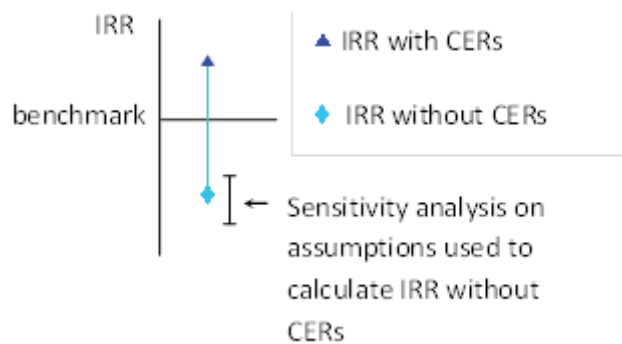 IRR
IRR with CERs
benchmark
IRR without CERs
Sensitivity analysis on
assumptions used to
calculate IRR without
CERs